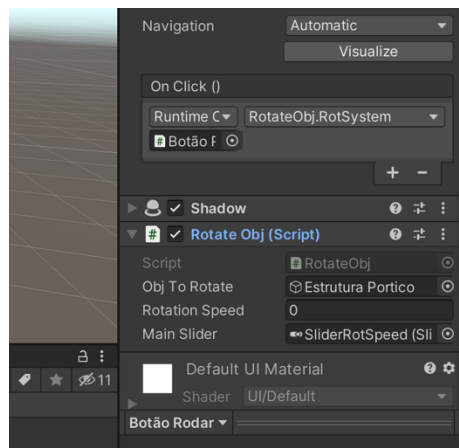 Navigation Automatic
Visualize
On Click ()
Runtime C RotateObj.RotSystem
Botão F
+ -
Shadow
# Rotate Obj (Script)
Script # RotateObj
Obj To Rotate Estrutura Portico
Rotation Speed 0
Main Slider SliderRotSpeed (Sli
11
Default UI Material
Shader UI/Default
Botão Rodar